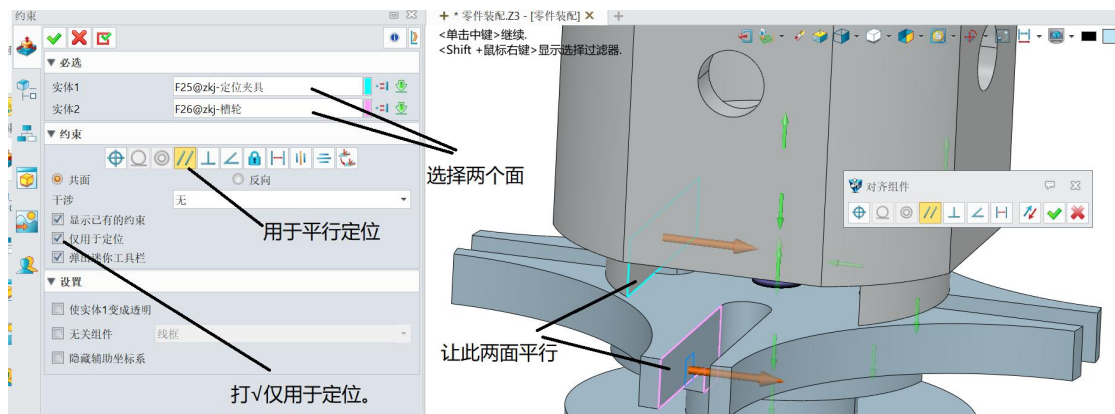 约束
必选
实体1
F25@zkj-定位夹具
实体2
F26@zkj-槽轮
约束
共面
反向
干涉
无
显示已有的约束
仅用于定位
弹出迷你工具栏
设置
使实体1变成透明
无关组件
线框
隐藏辅助坐标系
* 零件装配.Z3 - [零件装配]
<单击中键>继续.
<Shift +鼠标右键>显示选择过滤器.
选择两个面
用于平行定位
对齐组件
让此两面平行
打√仅用于定位。